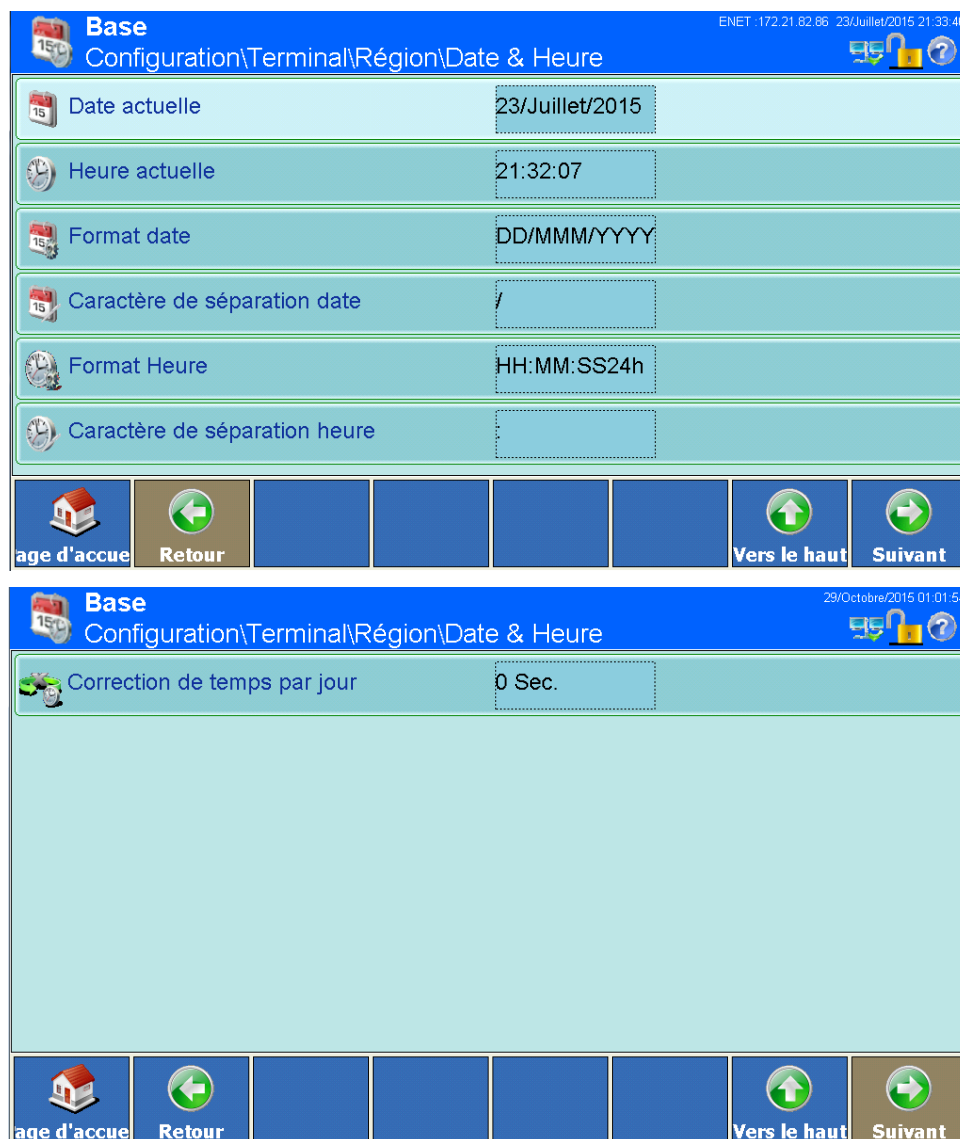 Base
ENET :172.21.82.86 23/Juillet/2015 21:33:4
Configuration\Terminal\Région\Date & Heure
Date actuelle 23/Juillet/2015
Heure actuelle 21:32:07
Format date DD/MMM/YYYY
Caractère de séparation date /
Format Heure HH:MM:SS24h
Caractère de séparation heure :
age d'accue Retour Vers le haut Suivant
Base
29/Octobre/2015 01:01:5
Configuration\Terminal\Région\Date & Heure
Correction de temps par jour 0 Sec.
age d'accue Retour Vers le haut Suivant